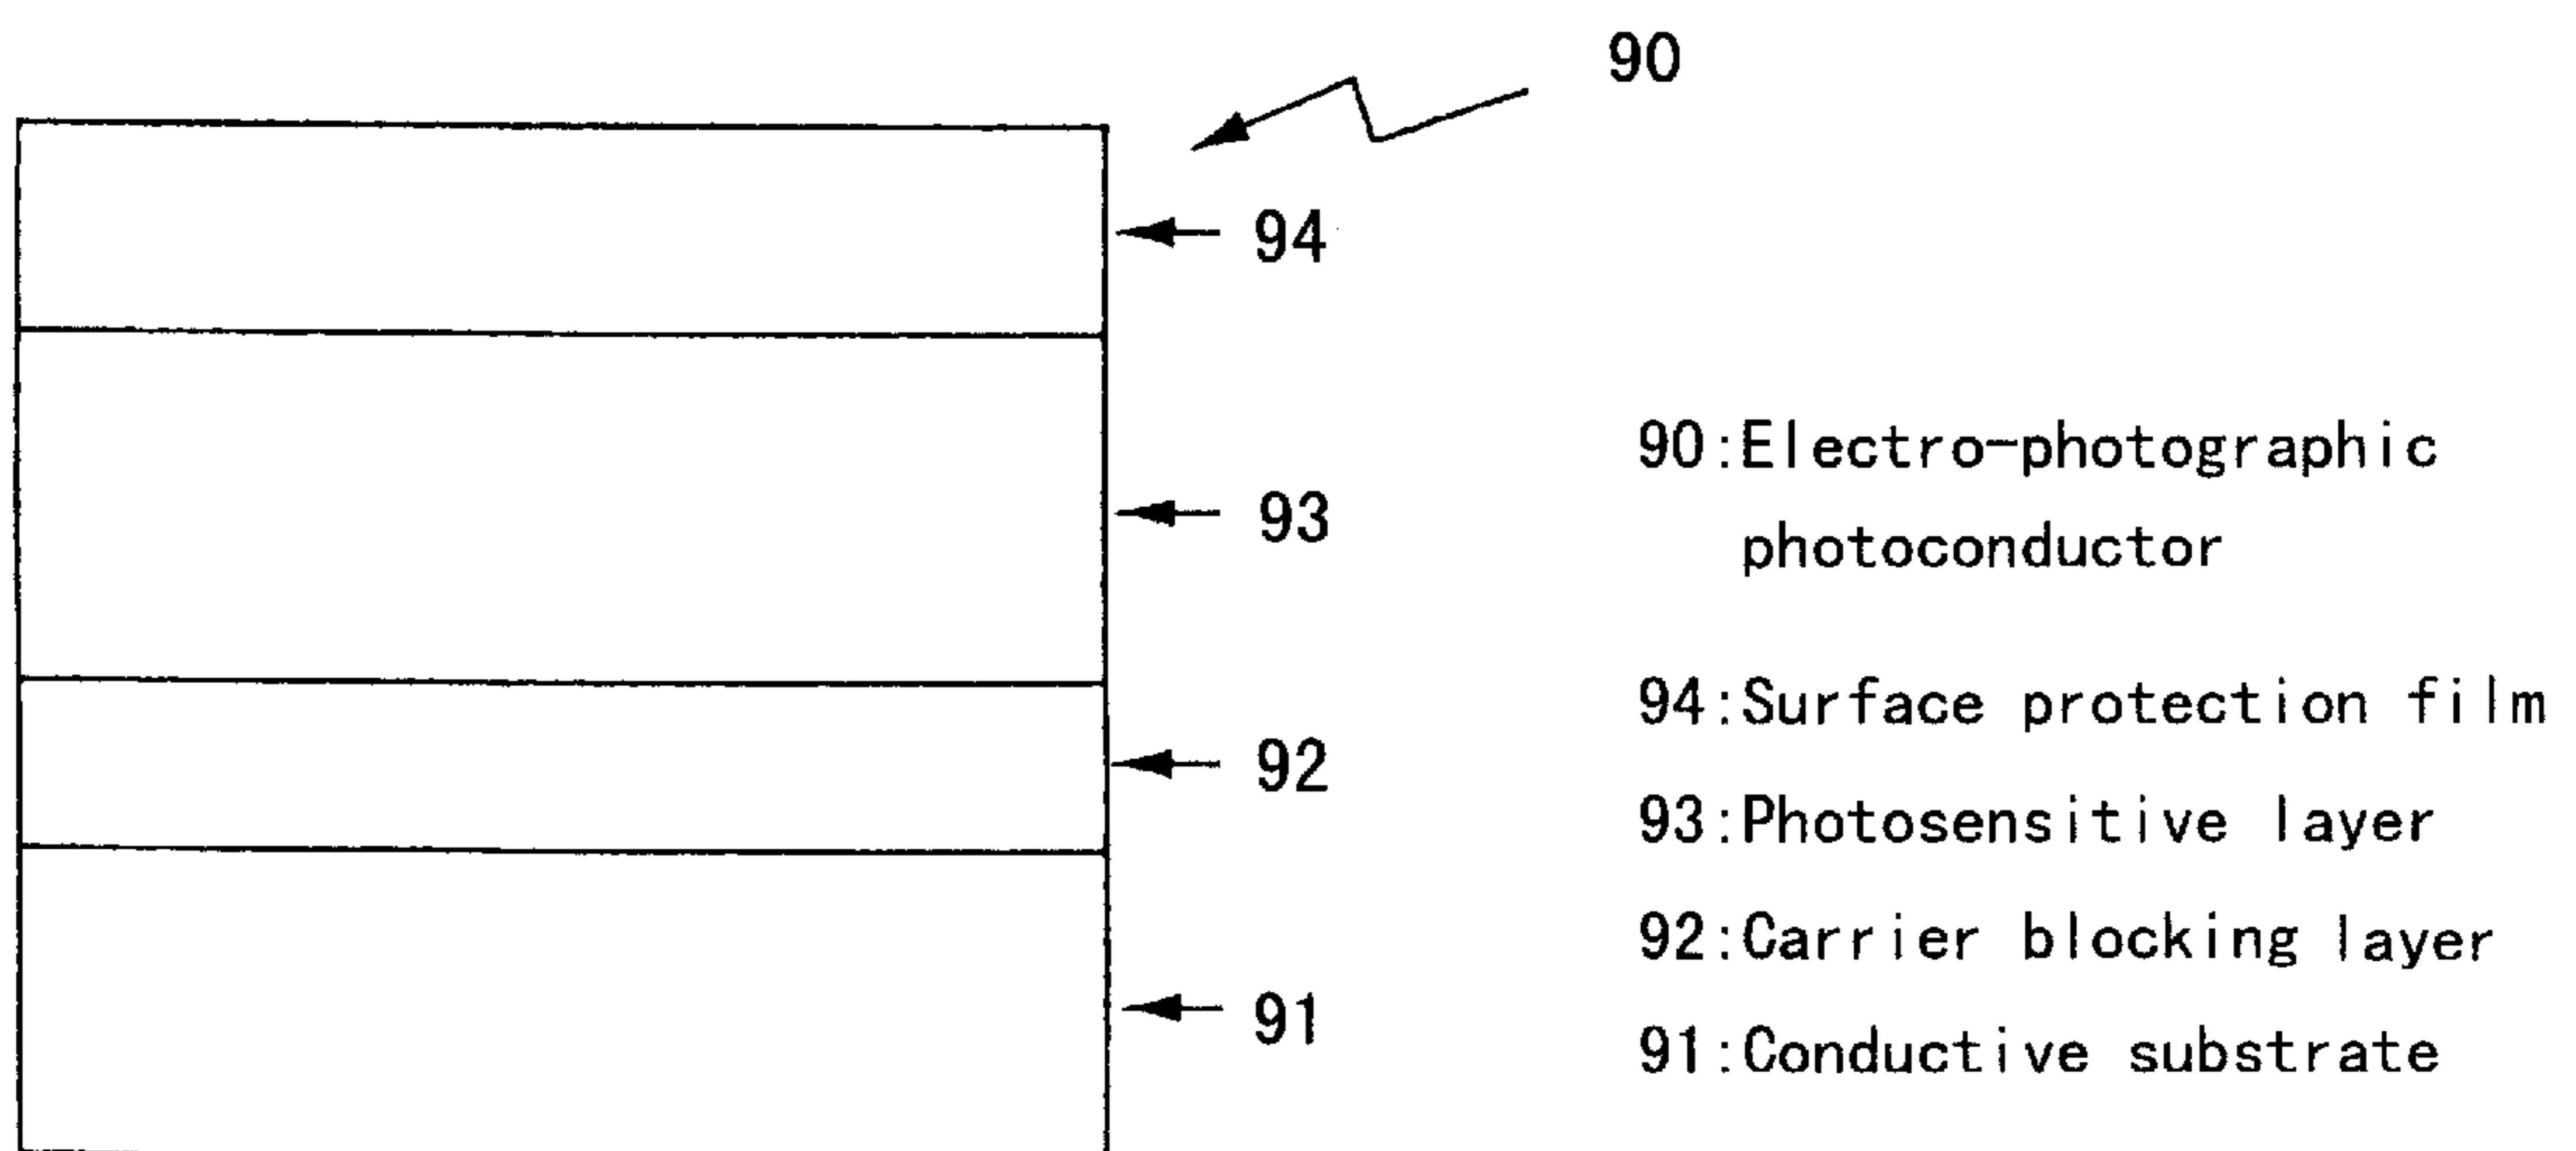 90
94
93
92
91
90:Electro-photographic
photoconductor
94:Surface protection film
93:Photosensitive layer
92:Carrier blocking layer
91:Conductive substrate